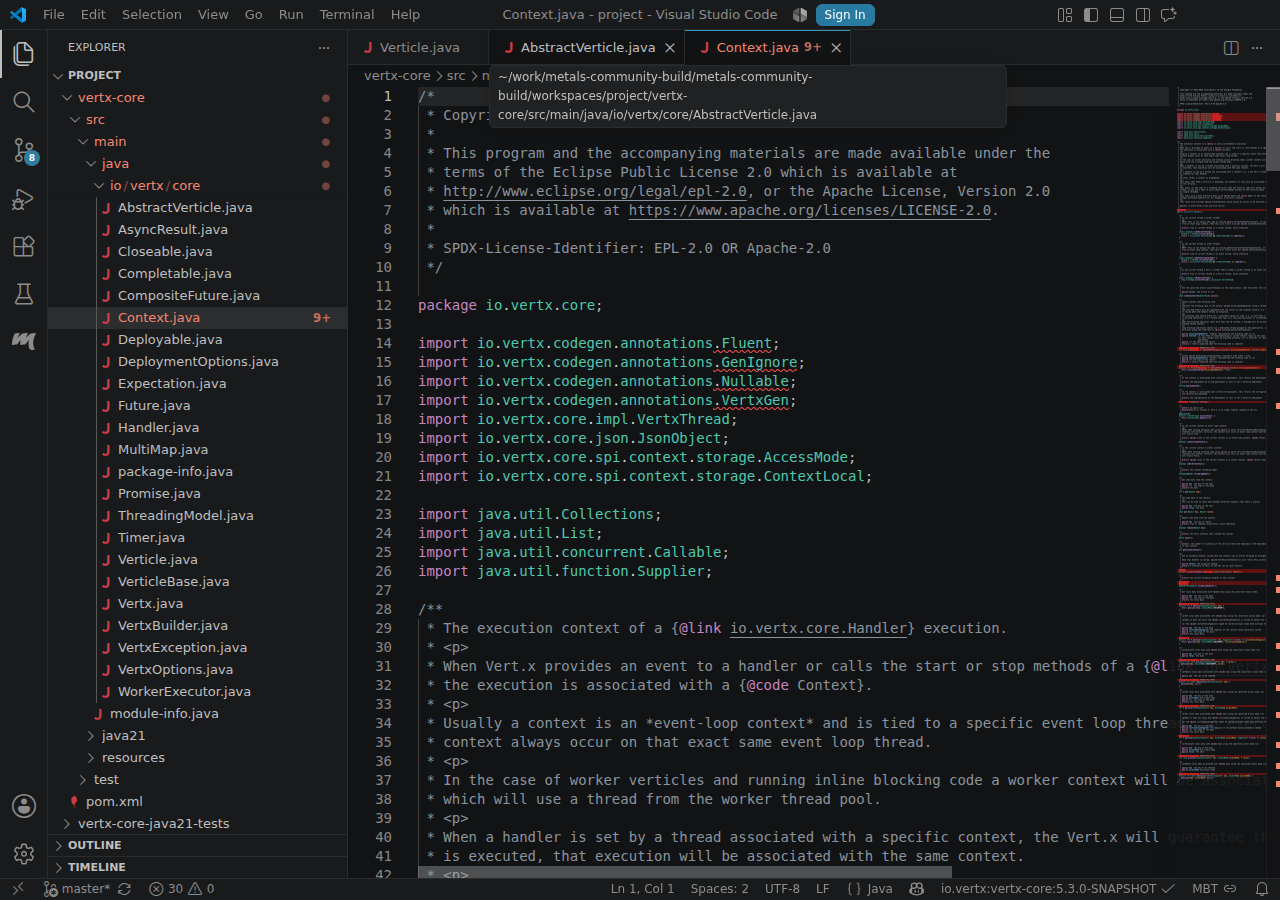 File Edit Selection View Go Run Terminal Help Context.java - project - Visual Studio Code Sign In
EXPLORER
Verticle.java AbstractVerticle.java Context.java 9+
PROJECT
vertx-core
src
main
java
io/vertx/core
AbstractVerticle.java
AsyncResult.java
Closeable.java
Completable.java
CompositeFuture.java
Context.java 9+
Deployable.java
DeploymentOptions.java
Expectation.java
Future.java
Handler.java
MultiMap.java
package-info.java
Promise.java
ThreadingModel.java
Timer.java
Verticle.java
VerticleBase.java
Vertx.java
VertxBuilder.java
VertxException.java
VertxOptions.java
WorkerExecutor.java
module-info.java
java21
resources
test
pom.xml
vertx-core-java21-tests
OUTLINE
TIMELINE
8
vertx-core > src >
~/work/metals-community-build/metals-community-
build/workspaces/project/vertx-
core/src/main/java/io/vertx/core/AbstractVerticle.java
1 /*
2 * Copyri
3 *
4 * This program and the accompanying materials are made available under the
5 * terms of the Eclipse Public License 2.0 which is available at
6 * http://www.eclipse.org/legal/epl-2.0, or the Apache License, Version 2.0
7 * which is available at https://www.apache.org/licenses/LICENSE-2.0.
8 *
9 * SPDX-License-Identifier: EPL-2.0 OR Apache-2.0
10 */
11
12 package io.vertx.core;
13
14 import io.vertx.codegen.annotations.Fluent;
15 import io.vertx.codegen.annotations.GenIgnore;
16 import io.vertx.codegen.annotations.Nullable;
17 import io.vertx.codegen.annotations.VertxGen;
18 import io.vertx.core.impl.VertxThread;
19 import io.vertx.core.json.JsonObject;
20 import io.vertx.core.spi.context.storage.AccessMode;
21 import io.vertx.core.spi.context.storage.ContextLocal;
22
23 import java.util.Collections;
24 import java.util.List;
25 import java.util.concurrent.Callable;
26 import java.util.function.Supplier;
27
28 /**
29 * The execution context of a {@link io.vertx.core.Handler} execution.
30 * <p>
31 * When Vert.x provides an event to a handler or calls the start or stop methods of a {@l
32 * the execution is associated with a {@code Context}.
33 * <p>
34 * Usually a context is an *event-loop context* and is tied to a specific event loop thre
35 * context always occur on that exact same event loop thread.
36 * <p>
37 * In the case of worker verticles and running inline blocking code a worker context will
38 * which will use a thread from the worker thread pool.
39 * <p>
40 * When a handler is set by a thread associated with a specific context, the Vert.x will guarantee
41 * is executed, that execution will be associated with the same context.
42 * <p>
master* 30 0 Ln 1, Col 1 Spaces: 2 UTF-8 LF { } Java io.vertx:vertx-core:5.3.0-SNAPSHOT MBT